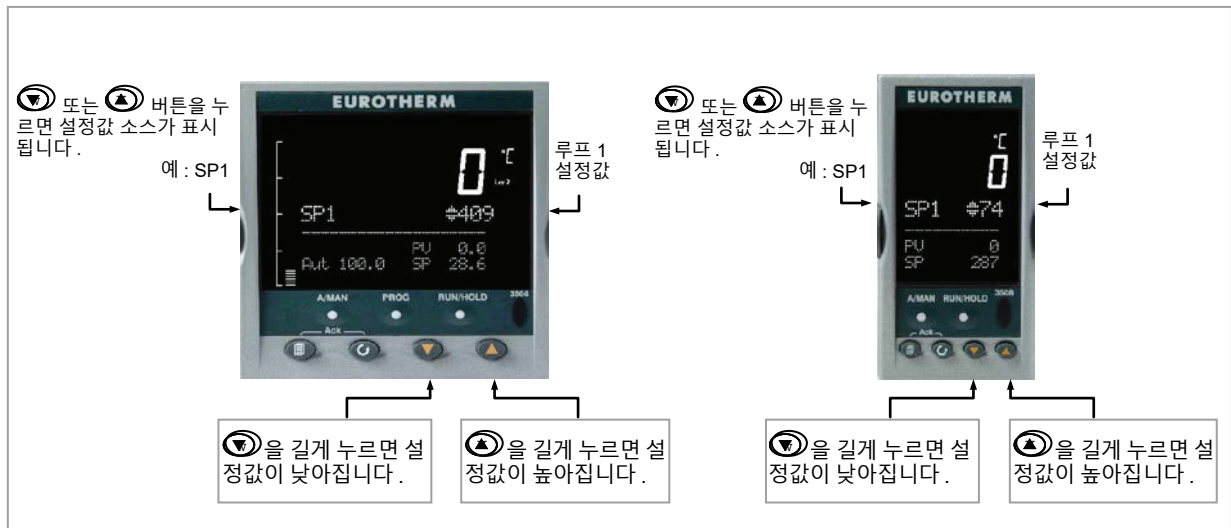 또는 버튼을 누
르면 설정값 소스가 표시
됩니다 .
예 : SP1
EUROTHERM
0 °C
Lev 3
SP1 409
PV 0.0
Aut 100.0 SP 28.6
A/MAN PROG RUN/HOLD 3504
Ack
루프 1
설정값
을 길게 누르면 설
정값이 낮아집니다 .
을 길게 누르면 설
정값이 높아집니다 .
또는 버튼을 누
르면 설정값 소스가 표시
됩니다 .
예 : SP1
EUROTHERM
°C
0
SP1 74
PV 0
SP 287
A/MAN RUN/HOLD 3508
Ack
루프 1
설정값
을 길게 누르면 설
정값이 낮아집니다 .
을 길게 누르면 설
정값이 높아집니다 .